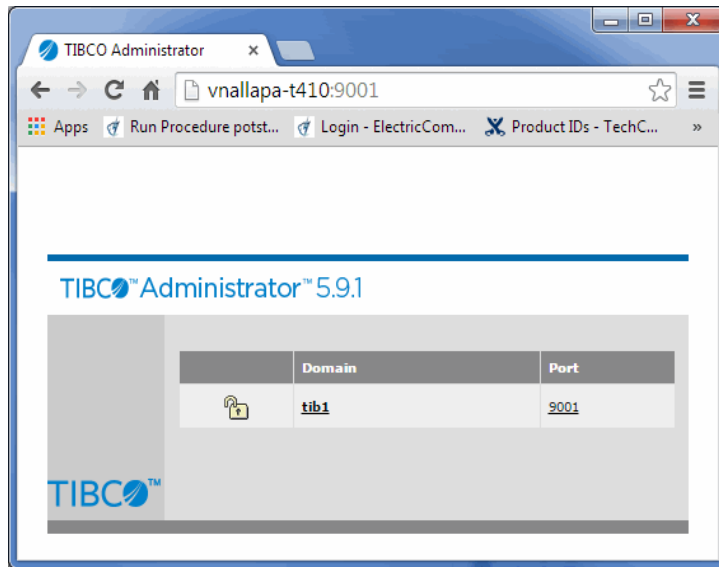 TIBCO Administrator
vnallapa-t410:9001
Apps Run Procedure potst... Login - ElectricCom... Product IDs - TechC... »
TIBCO™ Administrator™ 5.9.1
Domain Port
tib1 9001
TIBCO™